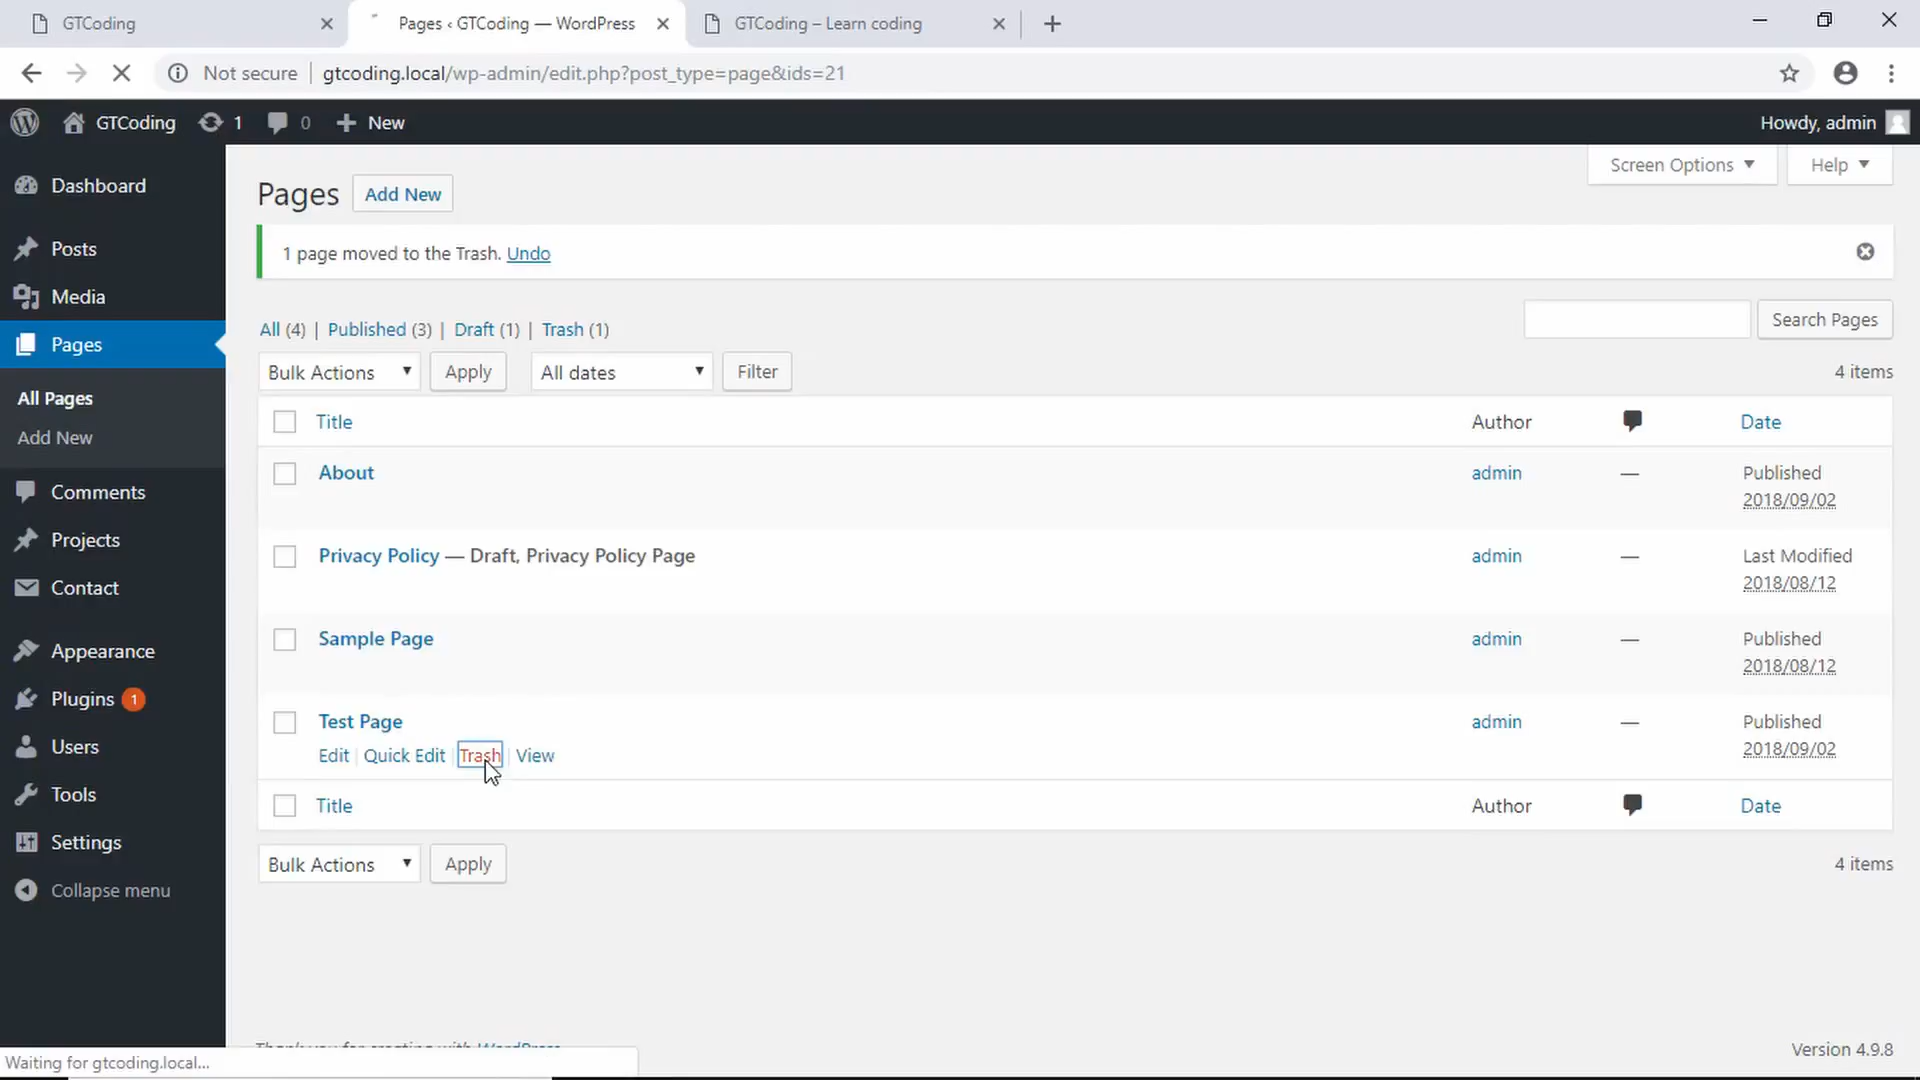 GTCoding
Pages ‹ GTCoding — WordPress
GTCoding – Learn coding
Not secure
gtcoding.local/wp-admin/edit.php?post_type=page&ids=21
GTCoding
1
0
New
Howdy, admin
Dashboard
Posts
Media
Pages
All Pages
Add New
Comments
Projects
Contact
Appearance
Plugins 1
Users
Tools
Settings
Collapse menu
Screen Options
Help
Pages
Add New
1 page moved to the Trash. Undo
All (4) | Published (3) | Draft (1) | Trash (1)
Search Pages
Bulk Actions
Apply
All dates
Filter
4 items
Title
Author
Date
About
admin
—
Published
2018/09/02
Privacy Policy — Draft, Privacy Policy Page
admin
—
Last Modified
2018/08/12
Sample Page
admin
—
Published
2018/08/12
Test Page
admin
—
Published
2018/09/02
Edit | Quick Edit | Trash | View
Title
Author
Date
Bulk Actions
Apply
4 items
Thank you for creating with WordPress
Version 4.9.8
Waiting for gtcoding.local...